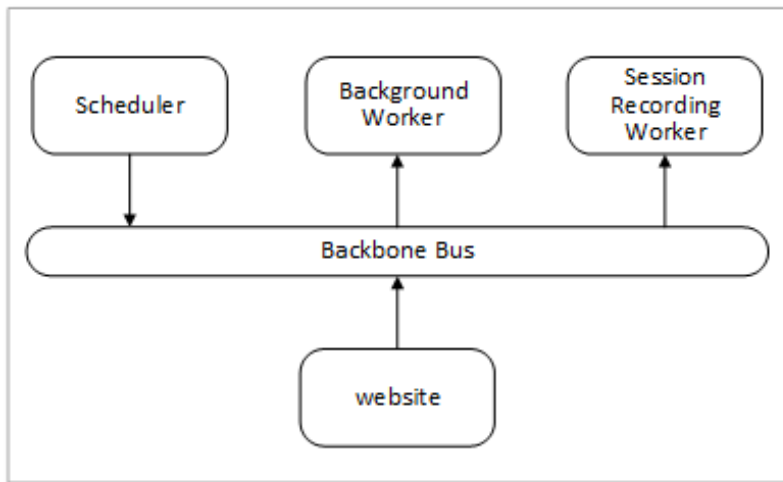 Scheduler
Background
Worker
Session
Recording
Worker
Backbone Bus
website